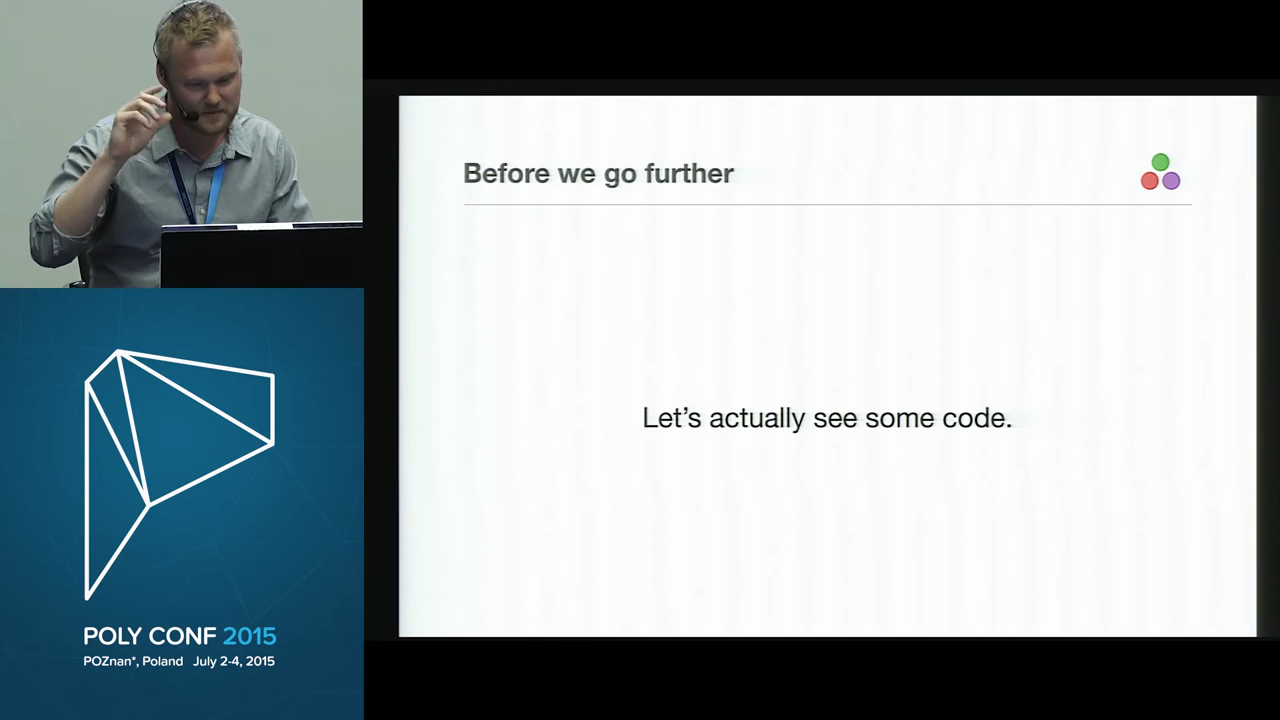 Before we go further
Let's actually see some code.
POLY CONF 2015
POZnan*, Poland July 2-4, 2015